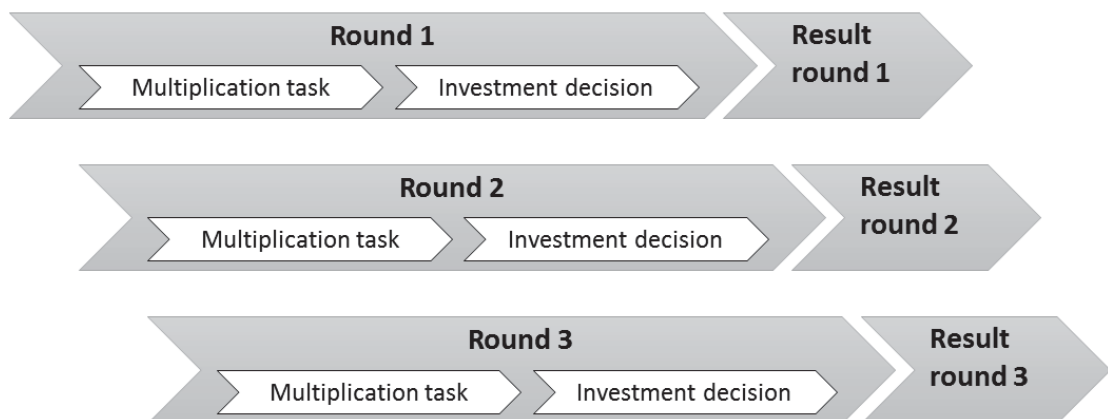 Round 1
Result
round 1
Multiplication task
Investment decision
Round 2
Result
round 2
Multiplication task
Investment decision
Round 3
Result
round 3
Multiplication task
Investment decision